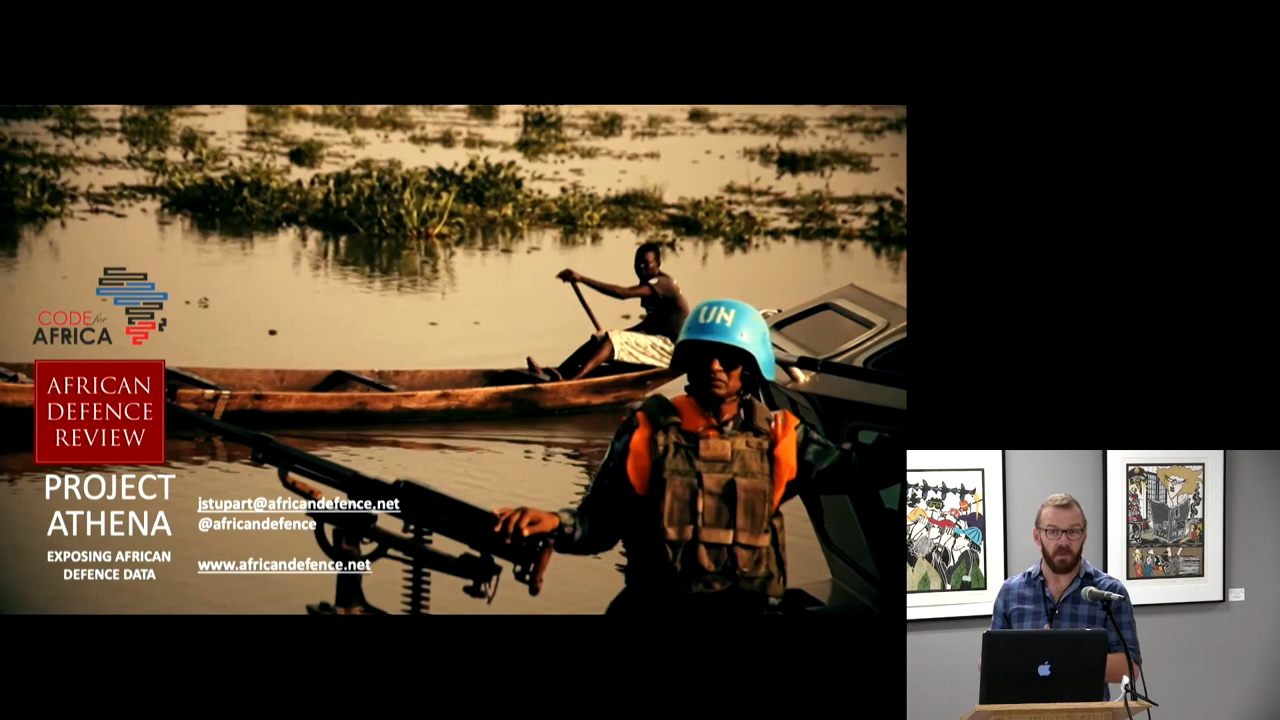 CODE for
AFRICA
AFRICAN
DEFENCE
REVIEW
PROJECT
ATHENA
EXPOSING AFRICAN
DEFENCE DATA
jstupart@africandefence.net
@africandefence
www.africandefence.net
UN